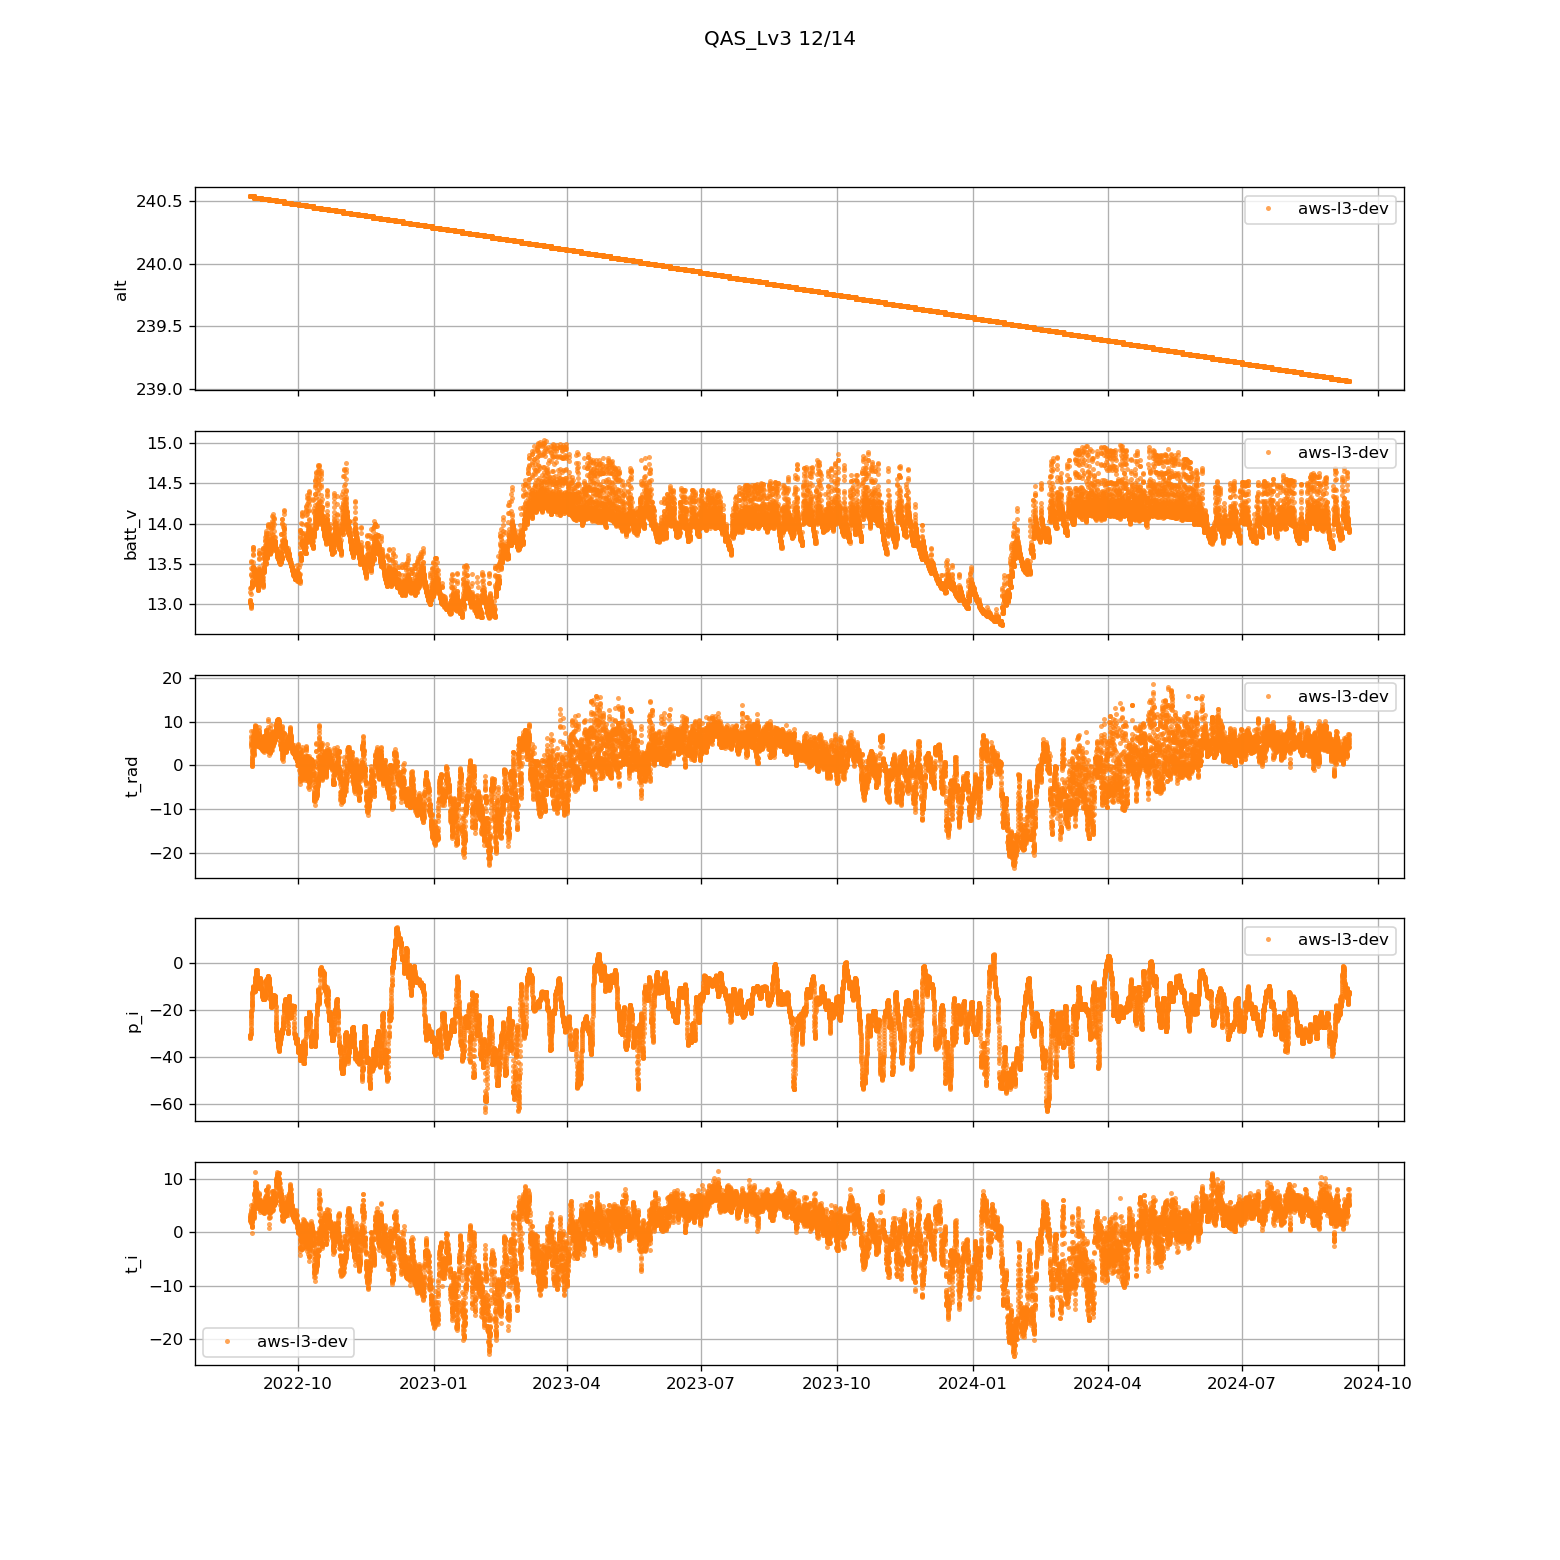 QAS_Lv3 12/14
240.5
240.0
239.5
239.0
alt
aws-l3-dev
15.0
14.5
14.0
13.5
13.0
batt_v
aws-l3-dev
20
10
0
−10
−20
t_rad
aws-l3-dev
0
−20
−40
−60
p_i
aws-l3-dev
10
0
−10
−20
t_i
aws-l3-dev
2022-10
2023-01
2023-04
2023-07
2023-10
2024-01
2024-04
2024-07
2024-10